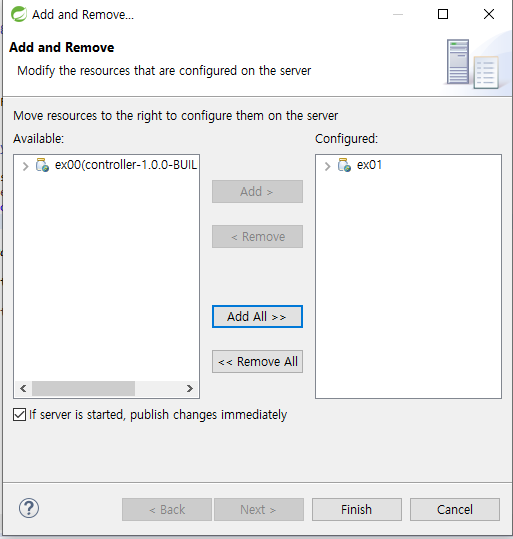 Add and Remove...
Add and Remove
Modify the resources that are configured on the server
Move resources to the right to configure them on the server
Available:
Configured:
ex00(controller-1.0.0-BUIL
ex01
Add >
< Remove
Add All >>
<< Remove All
If server is started, publish changes immediately
?
< Back
Next >
Finish
Cancel